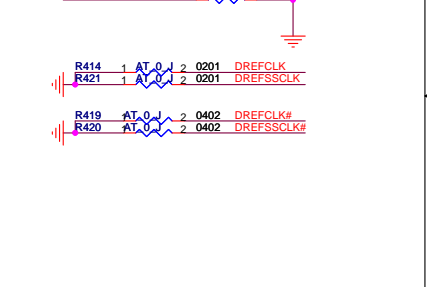 R414 1 AT_0_J 2 0201 DREFCLK
R421 1 AT_0_J 2 0201 DREFSSCLK
R419 1 AT_0_J 2 0402 DREFCLK#
R420 1 AT_0_J 2 0402 DREFSSCLK#